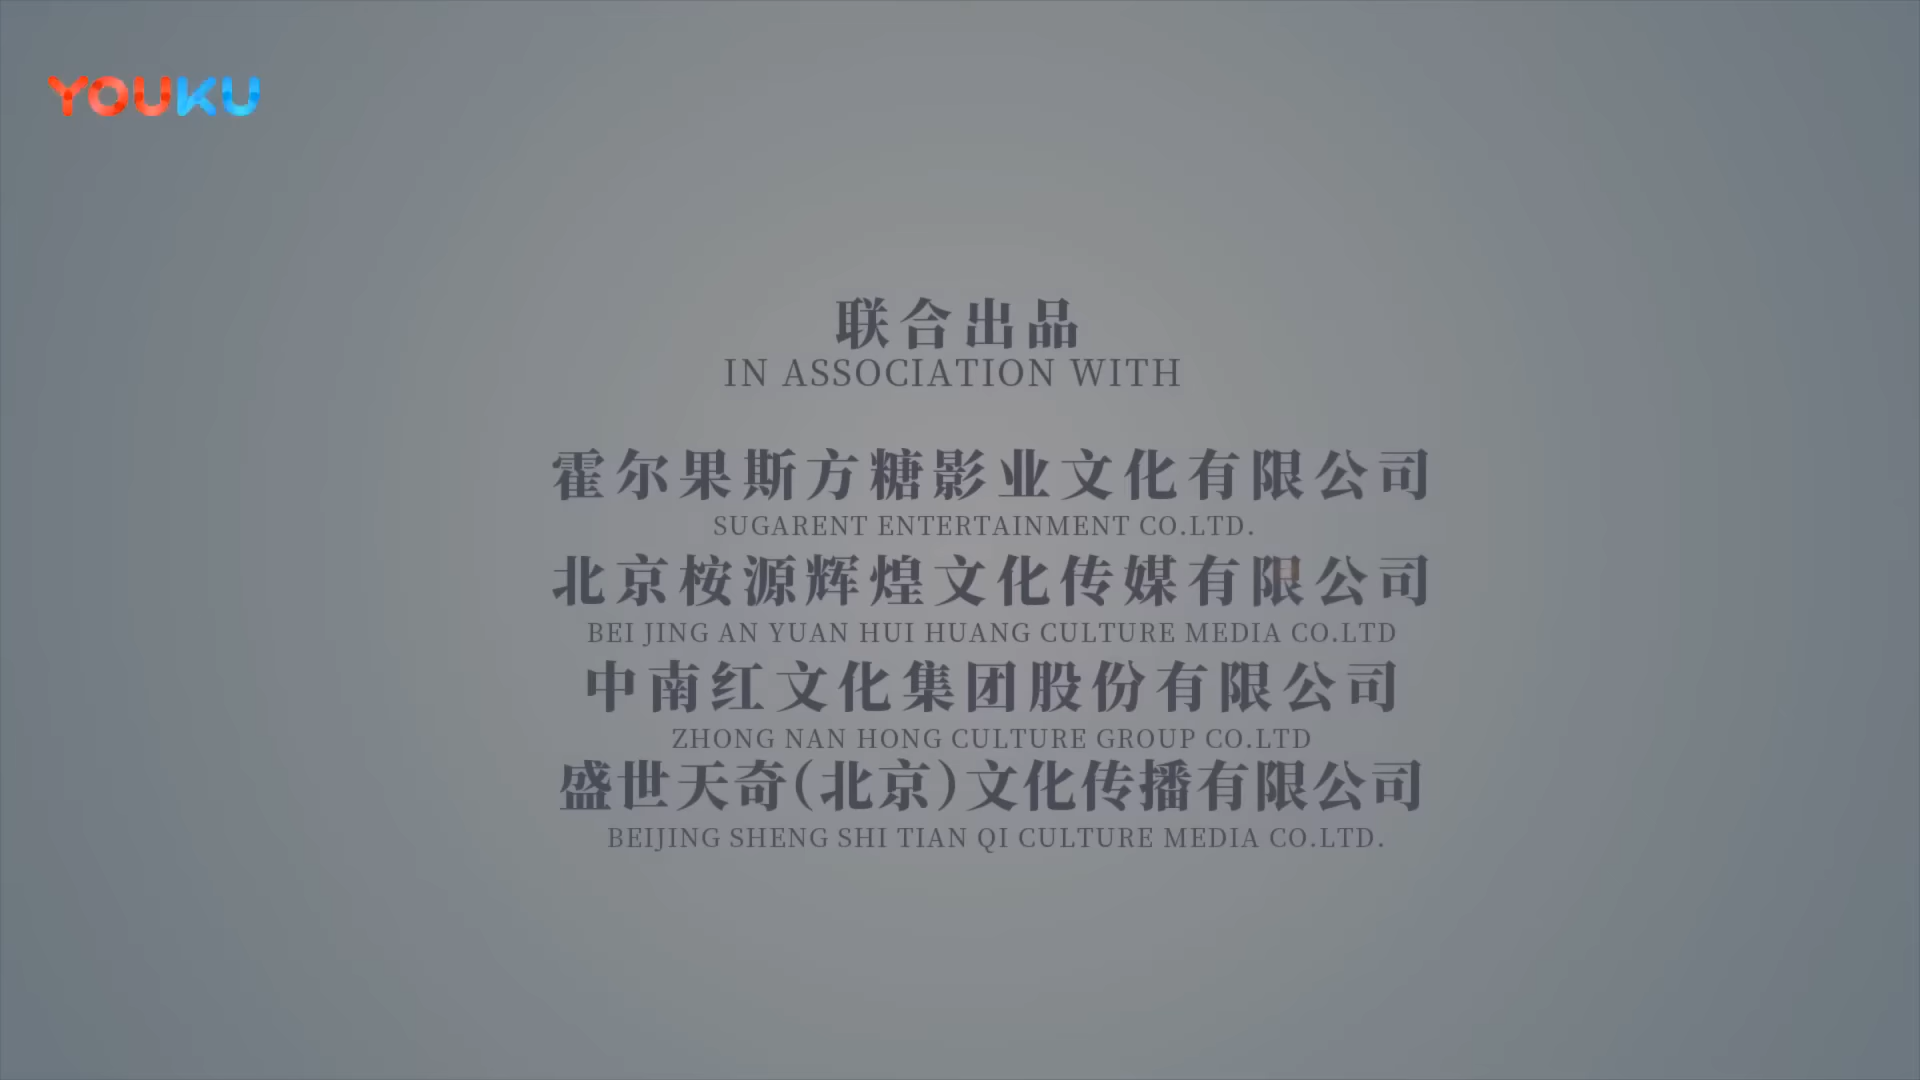 YOUKU
联合出品
IN ASSOCIATION WITH
霍尔果斯方糖影业文化有限公司
SUGARENT ENTERTAINMENT CO.LTD.
北京桉源辉煌文化传媒有限公司
BEI JING AN YUAN HUI HUANG CULTURE MEDIA CO.LTD
中南红文化集团股份有限公司
ZHONG NAN HONG CULTURE GROUP CO.LTD
盛世天奇(北京)文化传播有限公司
BEIJING SHENG SHI TIAN QI CULTURE MEDIA CO.LTD.